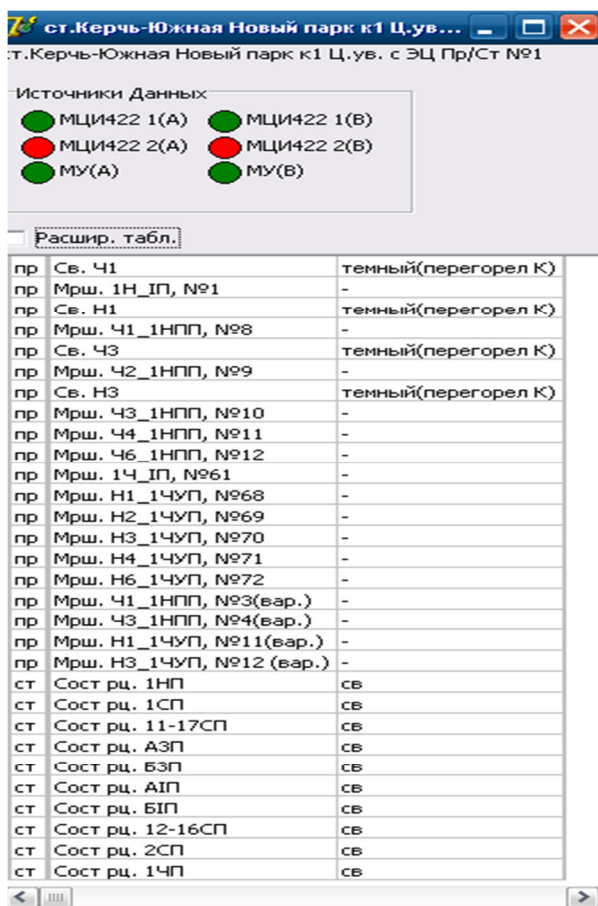 ст.Керчь-Южная Новый парк к1 Ц.ув...
ст.Керчь-Южная Новый парк к1 Ц.ув. с ЭЦ Пр/Ст №1
Источники Данных
МЦИ422 1(А) МЦИ422 1(В)
МЦИ422 2(А) МЦИ422 2(В)
МУ(А) МУ(В)
Расшир. табл.
пр Св. Ч1 темный(перегорел К)
пр Мрш. 1Н_IП, №1 -
пр Св. Н1 темный(перегорел К)
пр Мрш. Ч1_1НПП, №8 -
пр Св. Ч3 темный(перегорел К)
пр Мрш. Ч2_1НПП, №9 -
пр Св. Н3 темный(перегорел К)
пр Мрш. Ч3_1НПП, №10 -
пр Мрш. Ч4_1НПП, №11 -
пр Мрш. Ч6_1НПП, №12 -
пр Мрш. 1Ч_IП, №61 -
пр Мрш. Н1_1ЧУП, №68 -
пр Мрш. Н2_1ЧУП, №69 -
пр Мрш. Н3_1ЧУП, №70 -
пр Мрш. Н4_1ЧУП, №71 -
пр Мрш. Н6_1ЧУП, №72 -
пр Мрш. Ч1_1НПП, №3(вар.) -
пр Мрш. Ч3_1НПП, №4(вар.) -
пр Мрш. Н1_1ЧУП, №11(вар.) -
пр Мрш. Н3_1ЧУП, №12 (вар.) -
ст Сост рц. 1НП св
ст Сост рц. 1СП св
ст Сост рц. 11-17СП св
ст Сост рц. А3П св
ст Сост рц. Б3П св
ст Сост рц. АIП св
ст Сост рц. БIП св
ст Сост рц. 12-16СП св
ст Сост рц. 2СП св
ст Сост рц. 1ЧП св